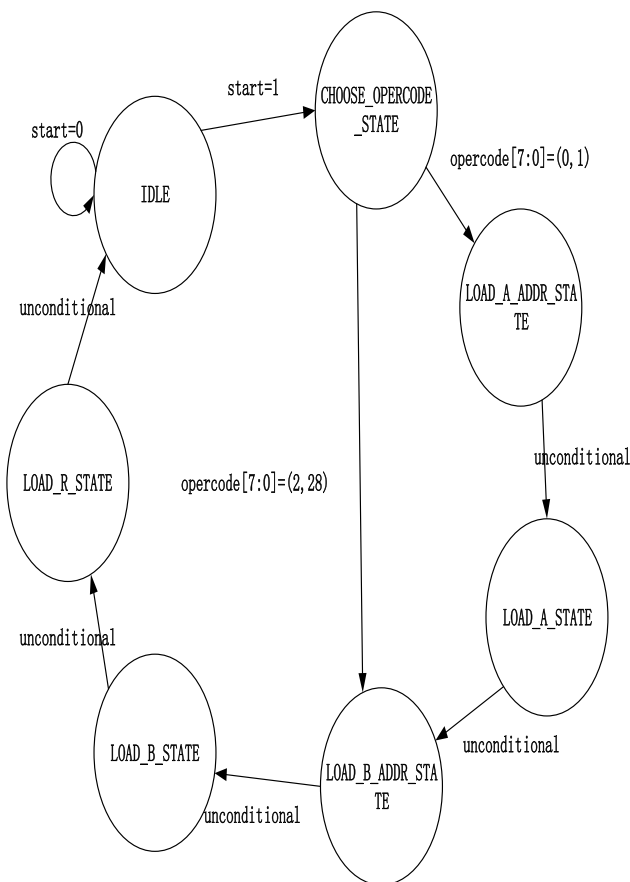 start=1
CHOOSE_OPERCODE
_STATE
start=0
opercode[7:0]=(0,1)
IDLE
LOAD_A_ADDR_STA
TE
unconditional
unconditional
LOAD_R_STATE
opercode[7:0]=(2,28)
LOAD_A_STATE
unconditional
LOAD_B_STATE
unconditional
LOAD_B_ADDR_STA
TE
unconditional